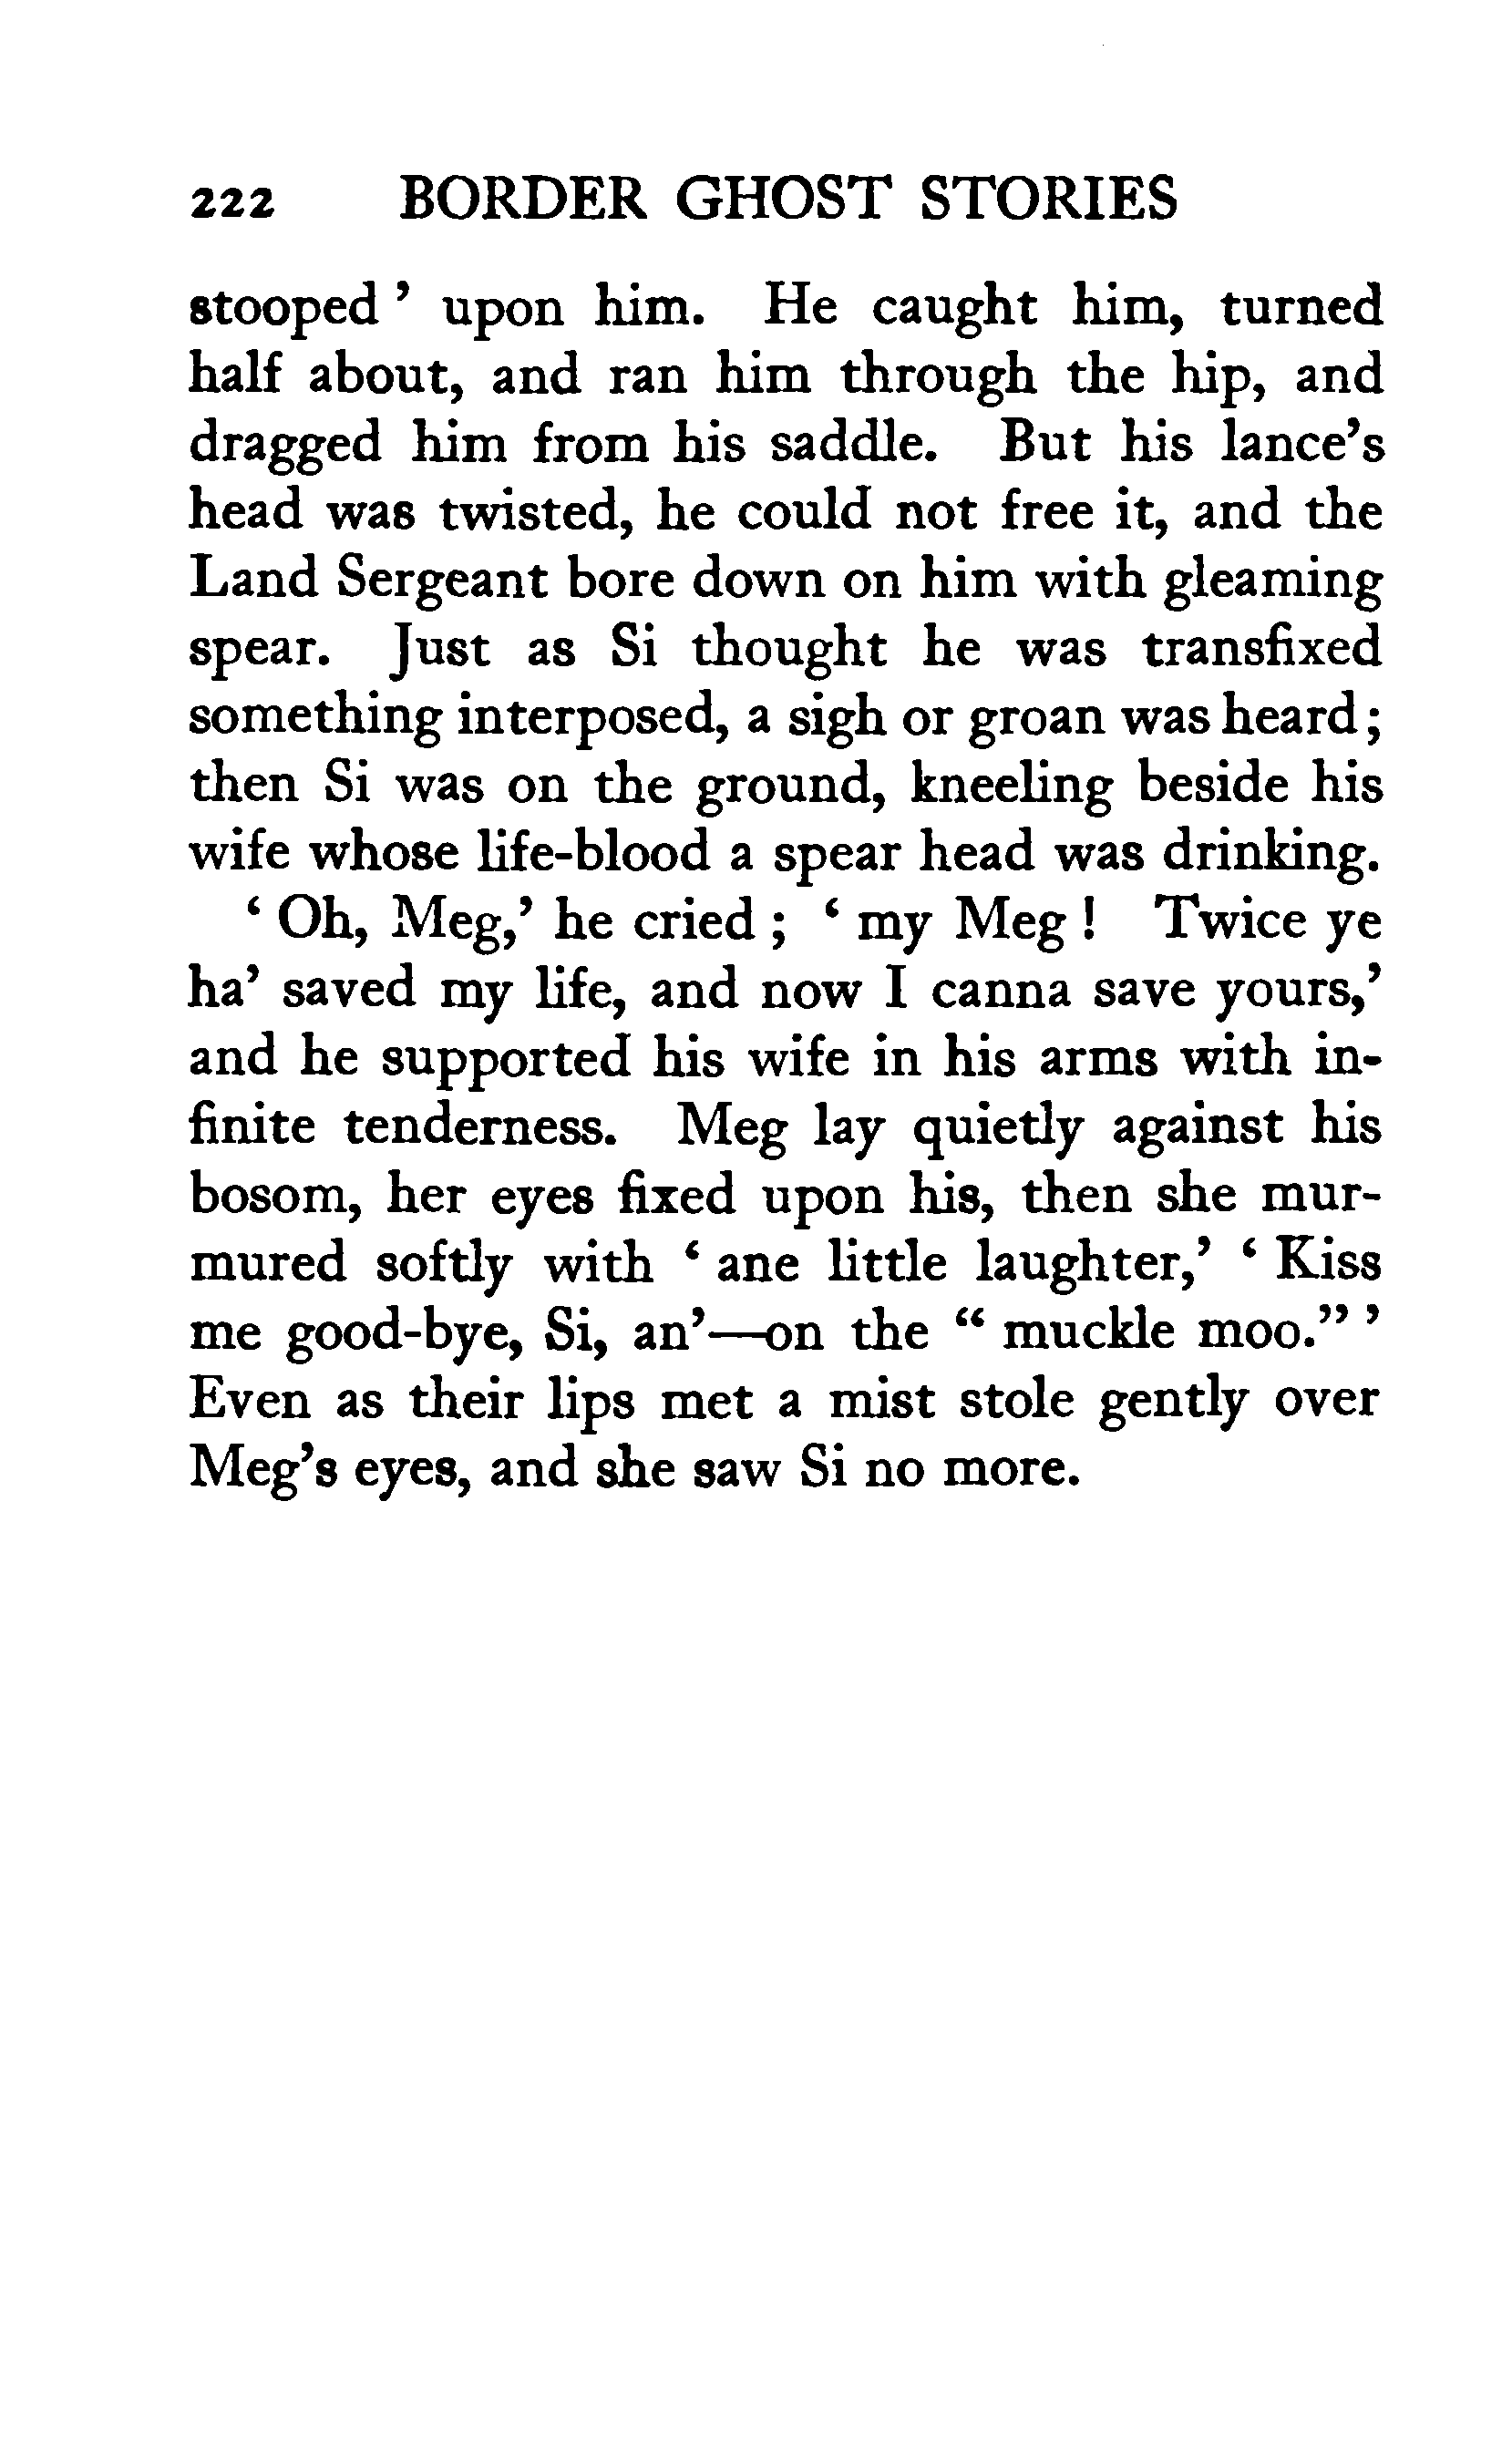 222 BORDER GHOST STORIES
stooped ’ upon him. He caught him, turned
half about, and ran him through the hip, and
dragged him from his saddle. But his lance’s
head was twisted, he could not free it, and the
Land Sergeant bore down on him with gleaming
spear. Just as Si thought he was transfixed
something interposed, a sigh or groan was heard ;
then Si was on the ground, kneeling beside his
wife whose life-blood a spear head was drinking.
‘ Oh, Meg,’ he cried ; ‘ my Meg ! Twice ye
ha’ saved my life, and now I canna save yours,’
and he supported his wife in his arms with in-
finite tenderness. Meg lay quietly against his
bosom, her eyes fixed upon his, then she mur-
mured softly with ‘ ane little laughter,’ ‘ Kiss
me good-bye, Si, an’—on the “ muckle moo.” ’
Even as their lips met a mist stole gently over
Meg’s eyes, and she saw Si no more.